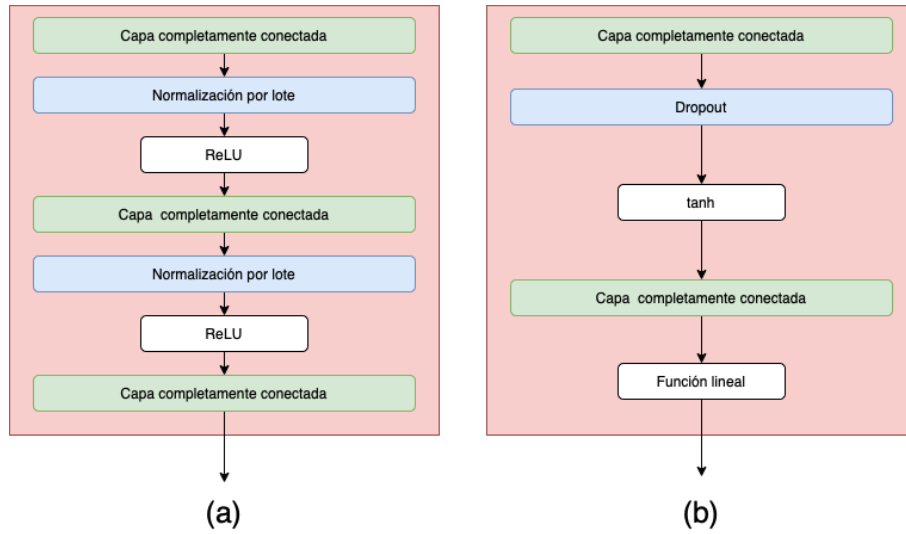 Capa completamente conectada
Normalización por lote
ReLU
Capa completamente conectada
Normalización por lote
ReLU
Capa completamente conectada
(a)
Capa completamente conectada
Dropout
tanh
Capa completamente conectada
Función lineal
(b)